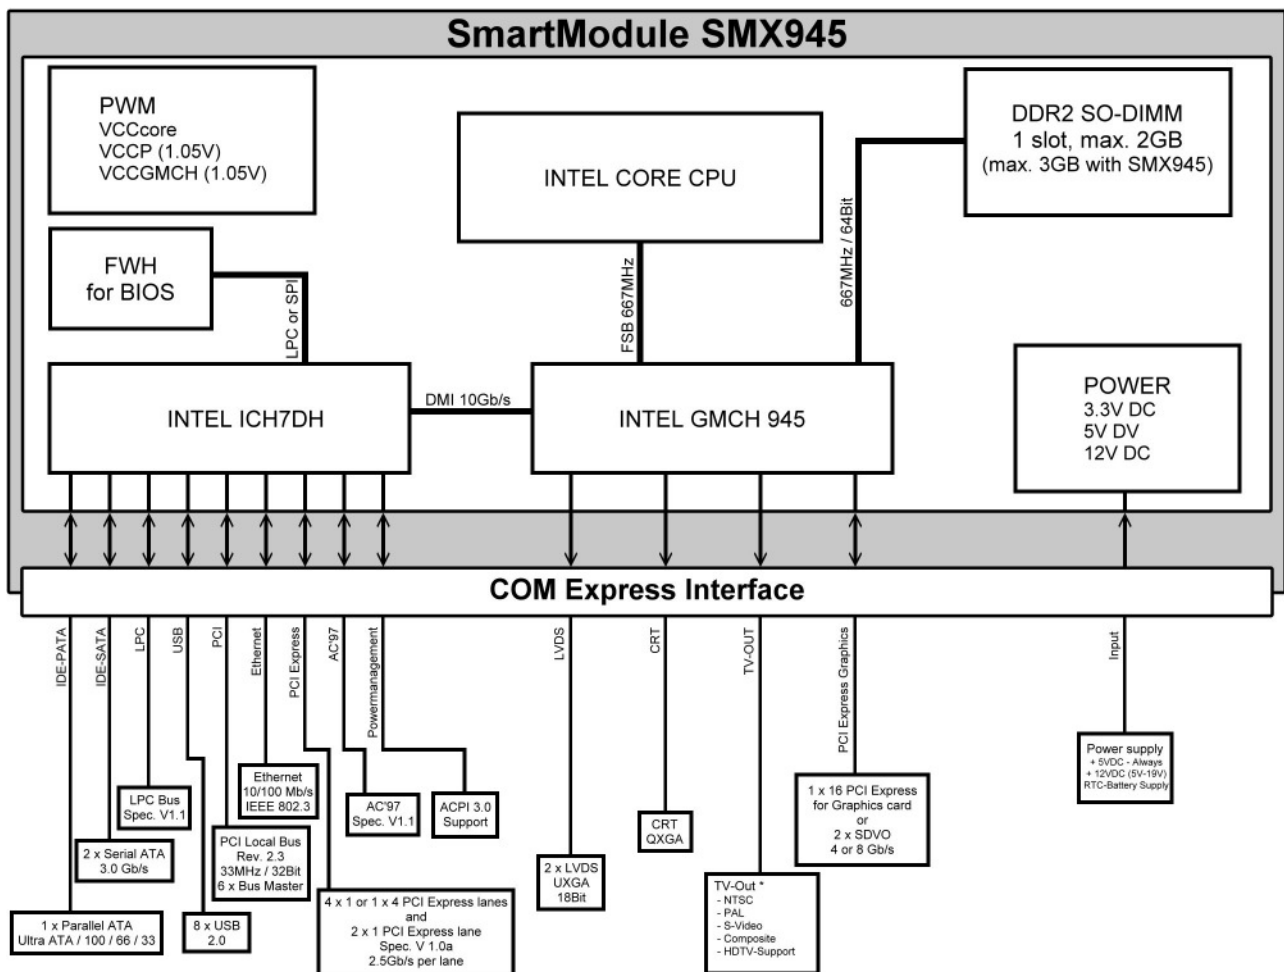 SmartModule SMX945
PWM
VCCcore
VCCP (1.05V)
VCCGMCH (1.05V)
INTEL CORE CPU
DDR2 SO-DIMM
1 slot, max. 2GB
(max. 3GB with SMX945)
FWH
for BIOS
LPC or SPI
FSB 667MHz
667MHz / 64Bit
INTEL ICH7DH
DMI 10Gb/s
INTEL GMCH 945
POWER
3.3V DC
5V DV
12V DC
COM Express Interface
IDE-PATA
IDE-SATA
LPC
USB
PCI
Ethernet
PCI Express
AC'97
Powermanagement
LVDS
CRT
TV-OUT
PCI Express Graphics
Input
1 x Parallel ATA
Ultra ATA / 100 / 66 / 33
2 x Serial ATA
3.0 Gb/s
LPC Bus
Spec. V1.1
8 x USB
2.0
PCI Local Bus
Rev. 2.3
33MHz / 32Bit
6 x Bus Master
Ethernet
10/100 Mb/s
IEEE 802.3
4 x 1 or 1 x 4 PCI Express lanes
and
2 x 1 PCI Express lane
Spec. V 1.0a
2.5Gb/s per lane
AC'97
Spec. V1.1
ACPI 3.0
Support
2 x LVDS
UXGA
18Bit
CRT
QXGA
TV-Out *
- NTSC
- PAL
- S-Video
- Composite
- HDTV-Support
1 x 16 PCI Express
for Graphics card
or
2 x SDVO
4 or 8 Gb/s
Power supply
+ 5VDC - Always
+ 12VDC (5V-19V)
RTC-Battery Supply